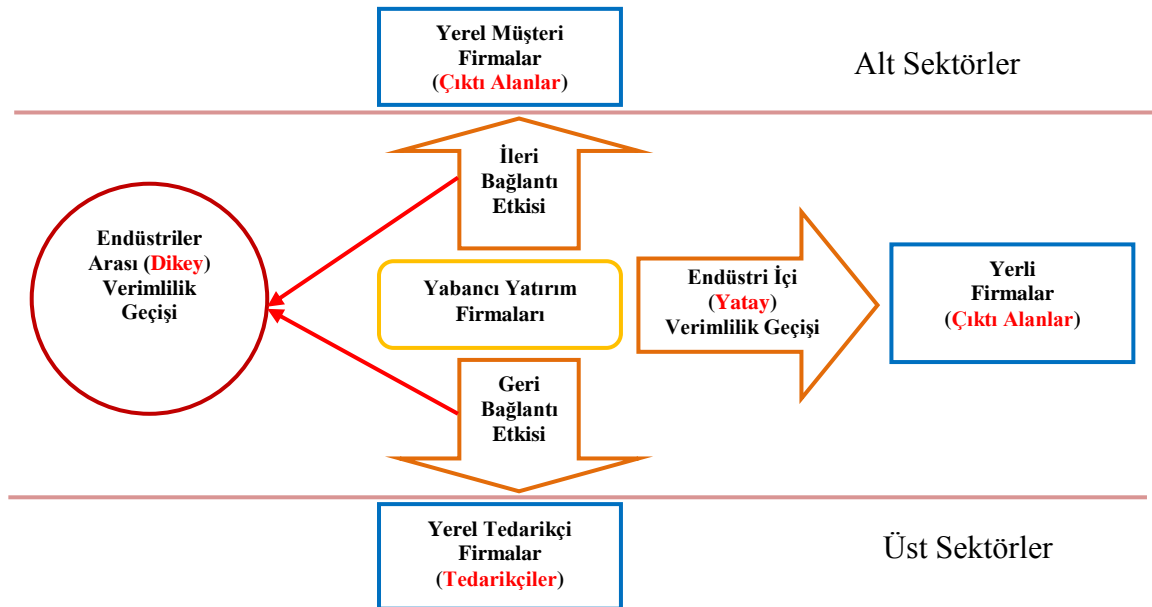 Yerel Müşteri
Firmalar
(Çıktı Alanlar)
Alt Sektörler
İleri
Bağlantı
Etkisi
Endüstriler
Arası (Dikey)
Verimlilik
Geçişi
Yabancı Yatırım
Firmaları
Endüstri İçi
(Yatay)
Verimlilik Geçişi
Yerli
Firmalar
(Çıktı Alanlar)
Geri
Bağlantı
Etkisi
Yerel Tedarikçi
Firmalar
(Tedarikçiler)
Üst Sektörler